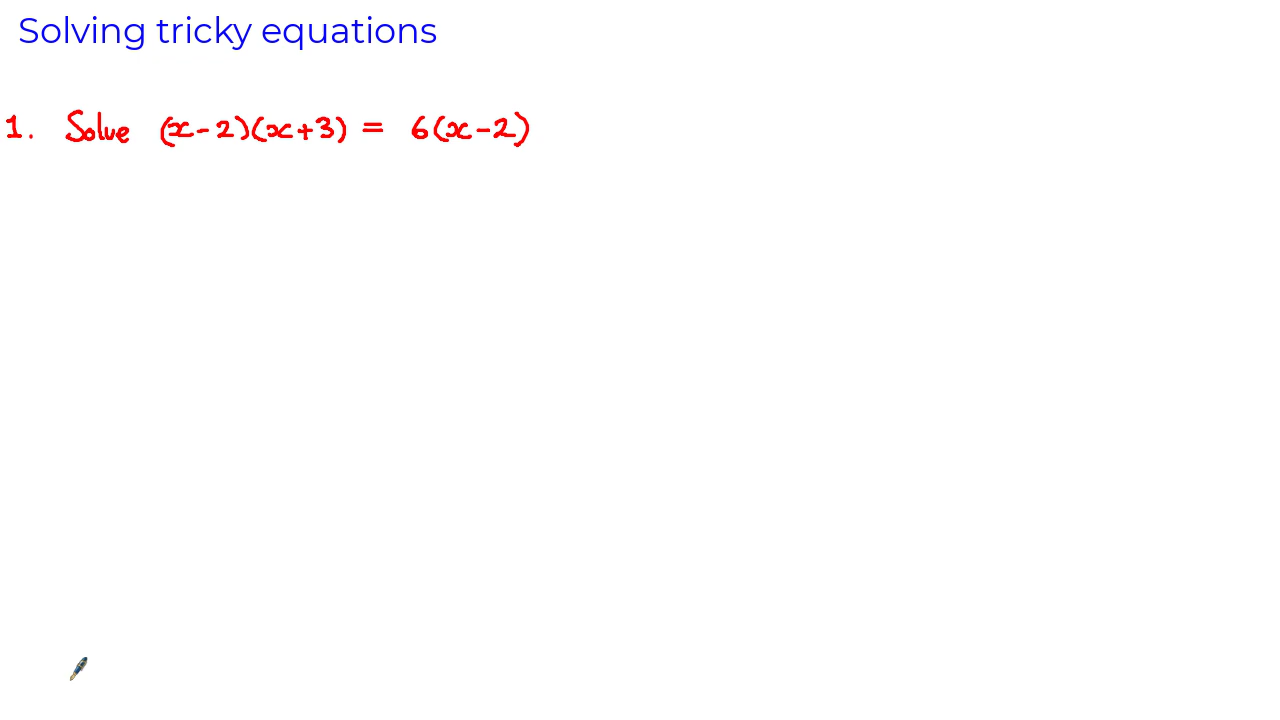 Solving tricky equations
1. Solve (x-2)(x+3) = 6(x-2)